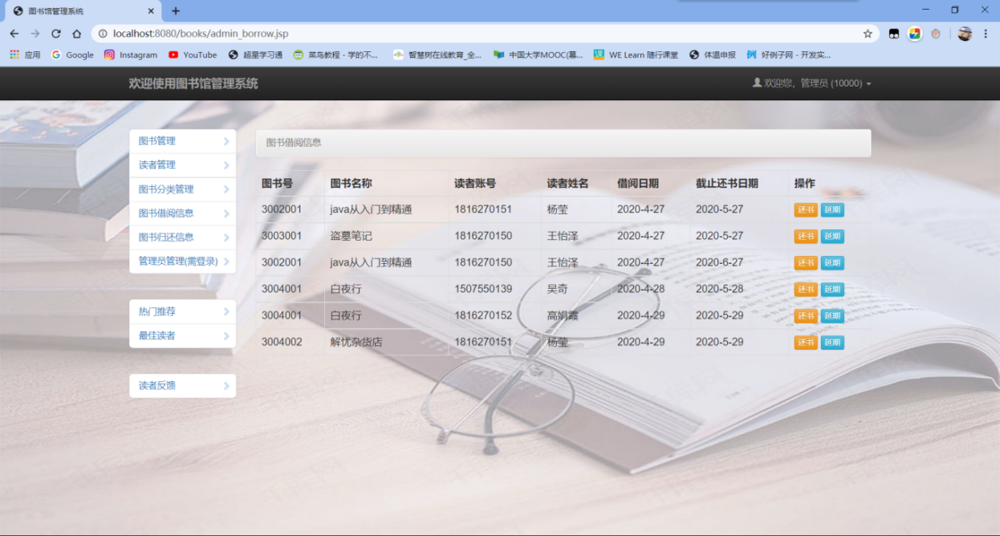 图书馆管理系统
localhost:8080/books/admin_borrow.jsp
应用 Google Instagram YouTube 超星学习通 菜鸟教程 - 学的不... 智慧树在线教育_全... 中国大学MOOC(慕... WE Learn 随行课堂 体温申报 好例子网 - 开发实...
欢迎使用图书馆管理系统 欢迎您，管理员 (10000)
图书管理
读者管理
图书分类管理
图书借阅信息
图书归还信息
管理员管理(需登录)
热门推荐
最佳读者
读者反馈
图书借阅信息
图书号 图书名称 读者账号 读者姓名 借阅日期 截止还书日期 操作
3002001 java从入门到精通 1816270151 杨莹 2020-4-27 2020-5-27 还书 延期
3003001 盗墓笔记 1816270150 王怡泽 2020-4-27 2020-5-27 还书 延期
3002001 java从入门到精通 1816270150 王怡泽 2020-4-27 2020-6-27 还书 延期
3004001 白夜行 1507550139 吴奇 2020-4-28 2020-5-28 还书 延期
3004001 白夜行 1816270152 高娟霞 2020-4-29 2020-5-29 还书 延期
3004002 解忧杂货店 1816270151 杨莹 2020-4-29 2020-5-29 还书 延期